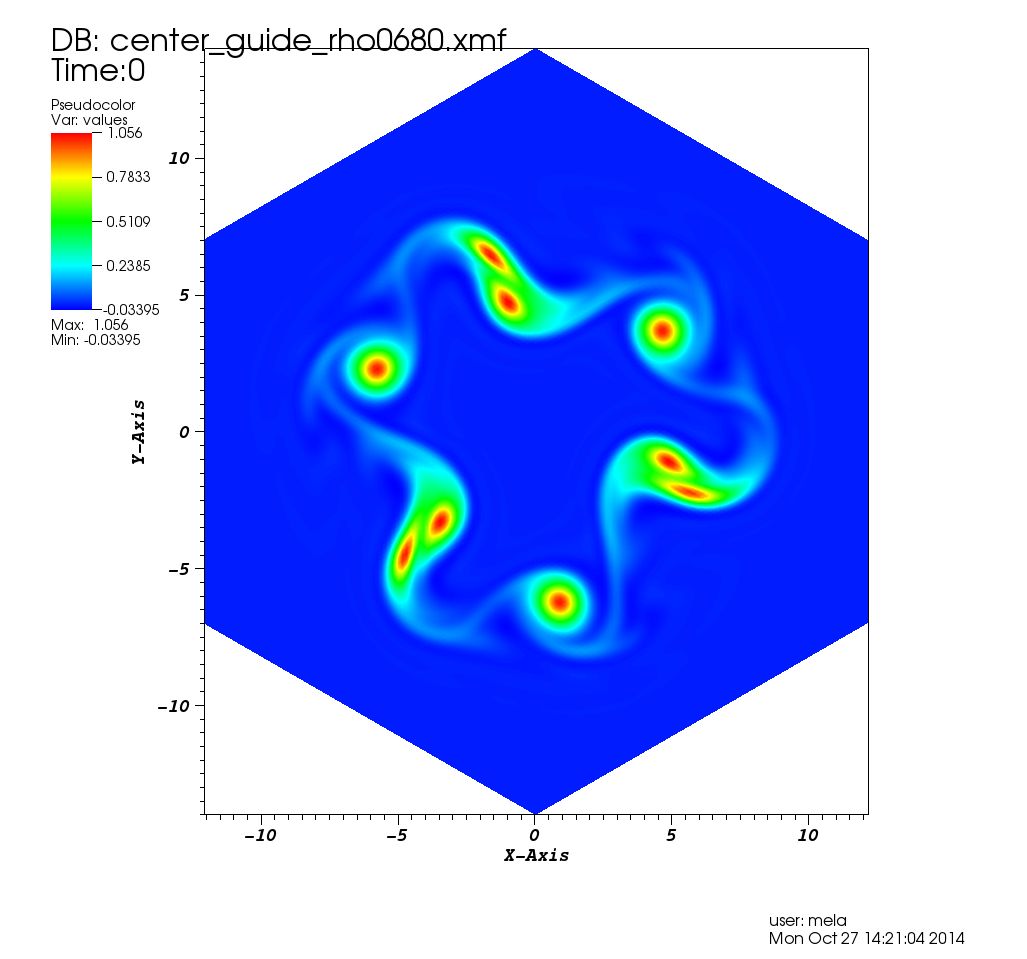 DB: center_guide_rho0680.xmf
Time:0
Pseudocolor
Var: values
1.056
0.7833
0.5109
0.2385
-0.03395
Max: 1.056
Min: -0.03395
10
5
0
-5
-10
Y-Axis
-10 -5 0 5 10
X-Axis
user: mela
Mon Oct 27 14:21:04 2014